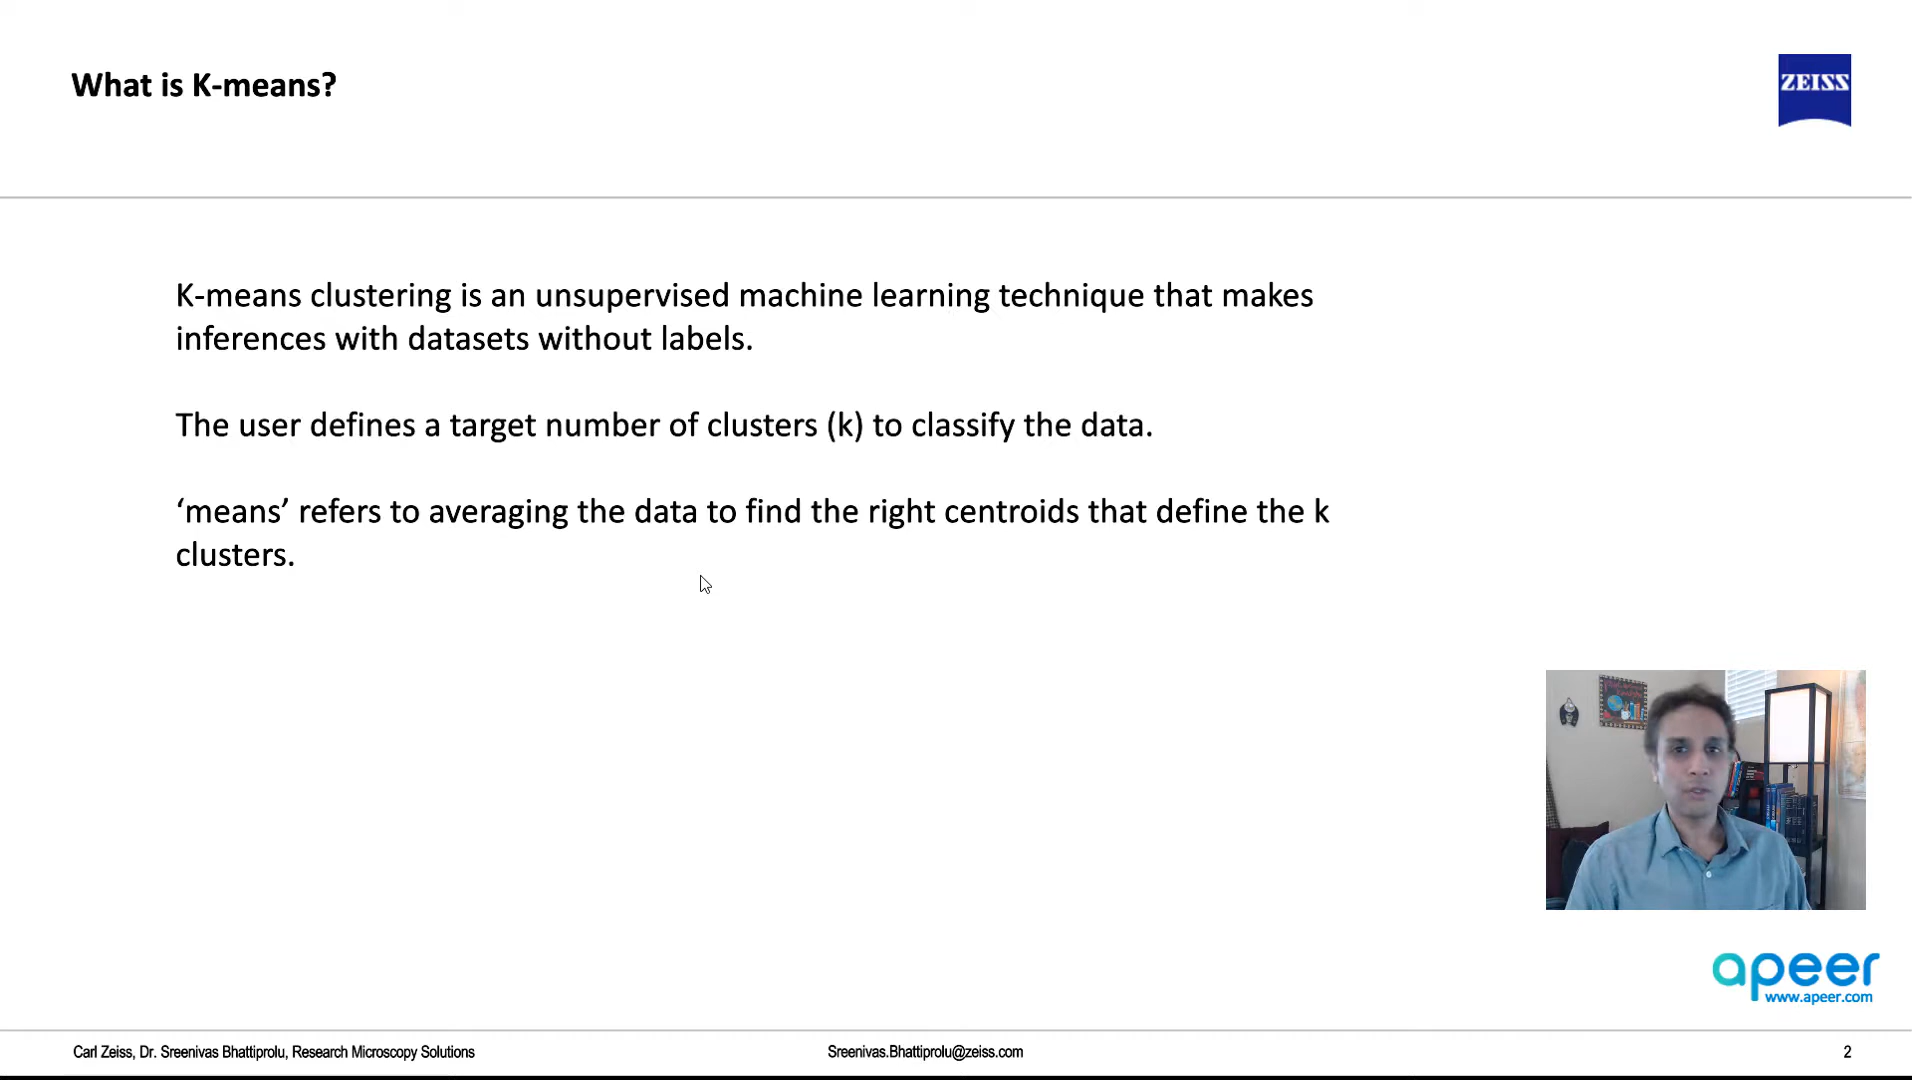 What is K-means?
ZEISS
K-means clustering is an unsupervised machine learning technique that makes
inferences with datasets without labels.
The user defines a target number of clusters (k) to classify the data.
‘means’ refers to averaging the data to find the right centroids that define the k
clusters.
apeer
www.apeer.com
Carl Zeiss, Dr. Sreenivas Bhattiprolu, Research Microscopy Solutions
Sreenivas.Bhattiprolu@zeiss.com
2